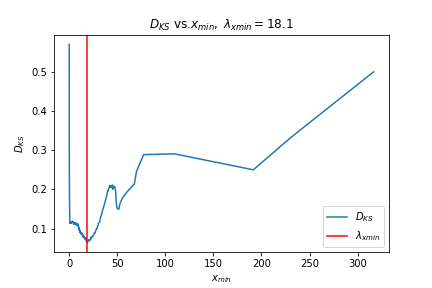 D_KS vs.x_min, λ_xmin = 18.1
D_KS
0.5
0.4
0.3
0.2
0.1
0 50 100 150 200 250 300
x_min
D_KS
λ_xmin